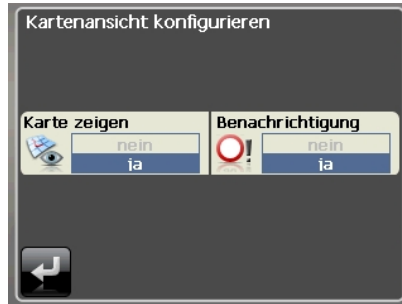 Kartenansicht konfigurieren
Karte zeigen Benachrichtigung
nein nein
ja ja